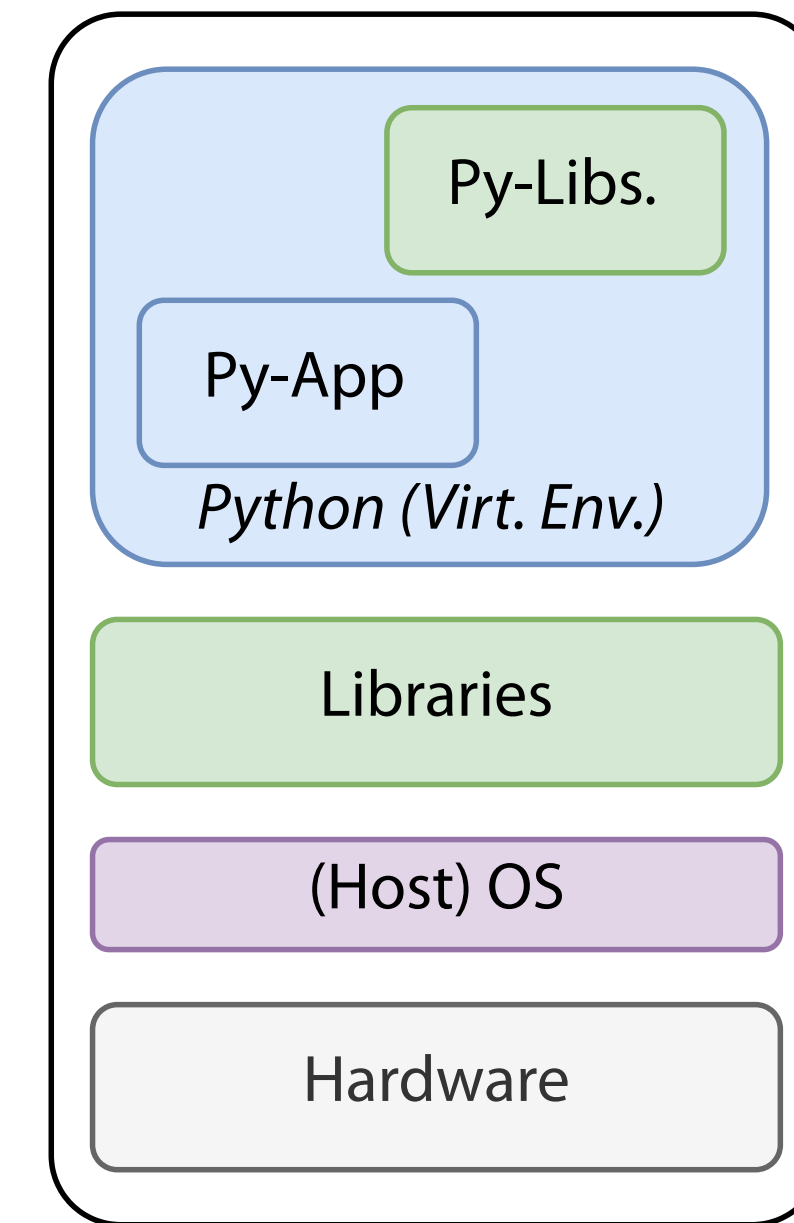 Py-Libs.
Py-App
Python (Virt. Env.)
Libraries
(Host) OS
Hardware